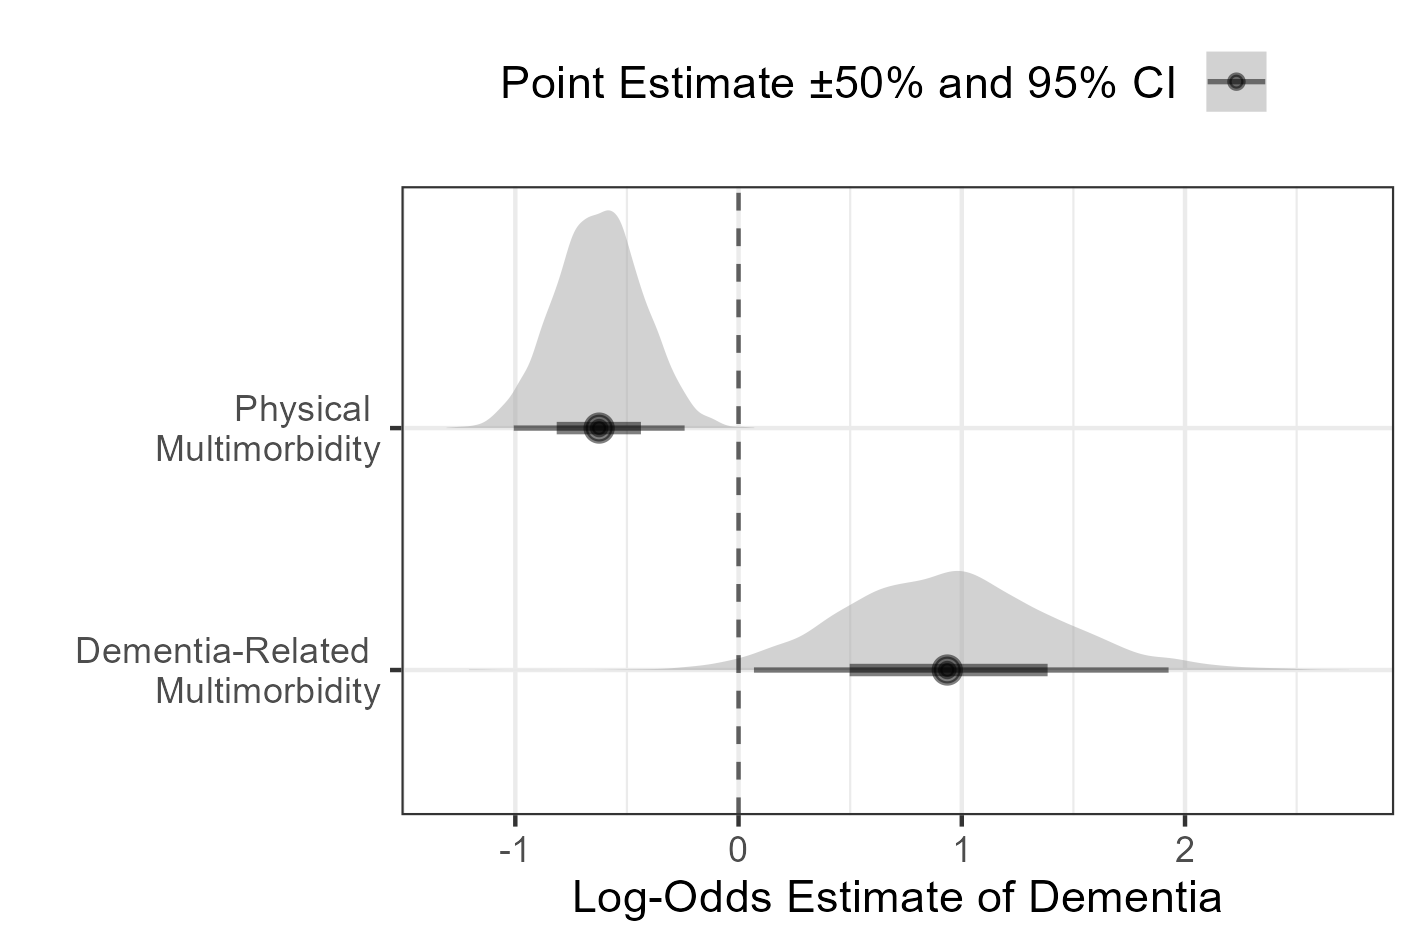 Point Estimate ±50% and 95% CI
Physical
Multimorbidity
Dementia-Related
Multimorbidity
-1 0 1 2
Log-Odds Estimate of Dementia